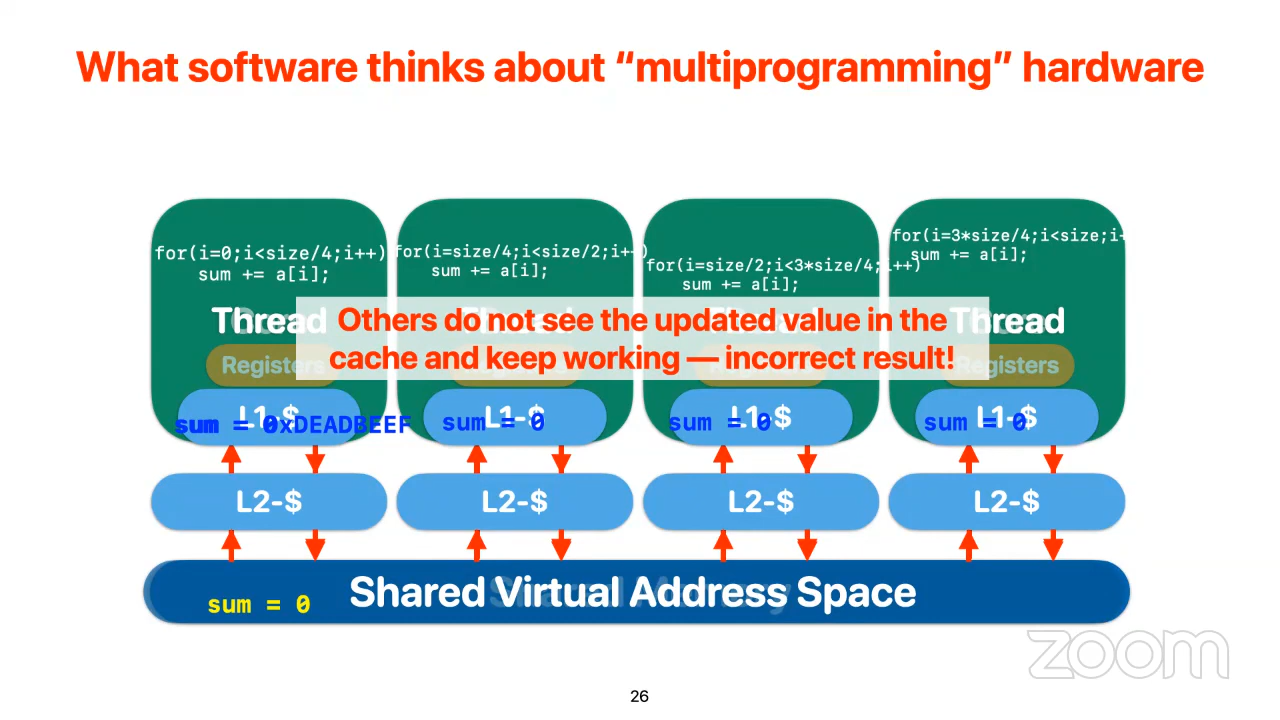 What software thinks about “multiprogramming” hardware
for(i=0;i<size/4;i++)
sum += a[i];
for(i=size/4;i<size/2;i++)
sum += a[i];
for(i=size/2;i<3*size/4;i++)
sum += a[i];
for(i=3*size/4;i<size;i+
sum += a[i];
Thread
Thread
Others do not see the updated value in the
cache and keep working — incorrect result!
Registers
Registers
L1-$
L1-$
L1-$
L1-$
sum = 0xDEADBEEF
sum = 0
sum = 0
sum = 0
L2-$
L2-$
L2-$
L2-$
sum = 0
Shared Virtual Address Space
zoom
26